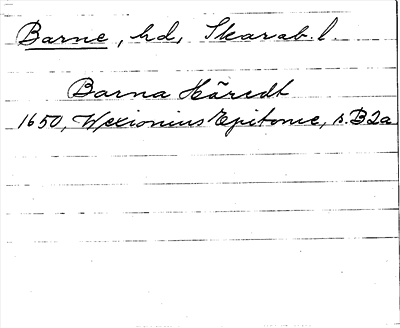 Barne, hd, Skarab. l.
Barna Häredt
1650, Wexionius Epitome, s. B2a